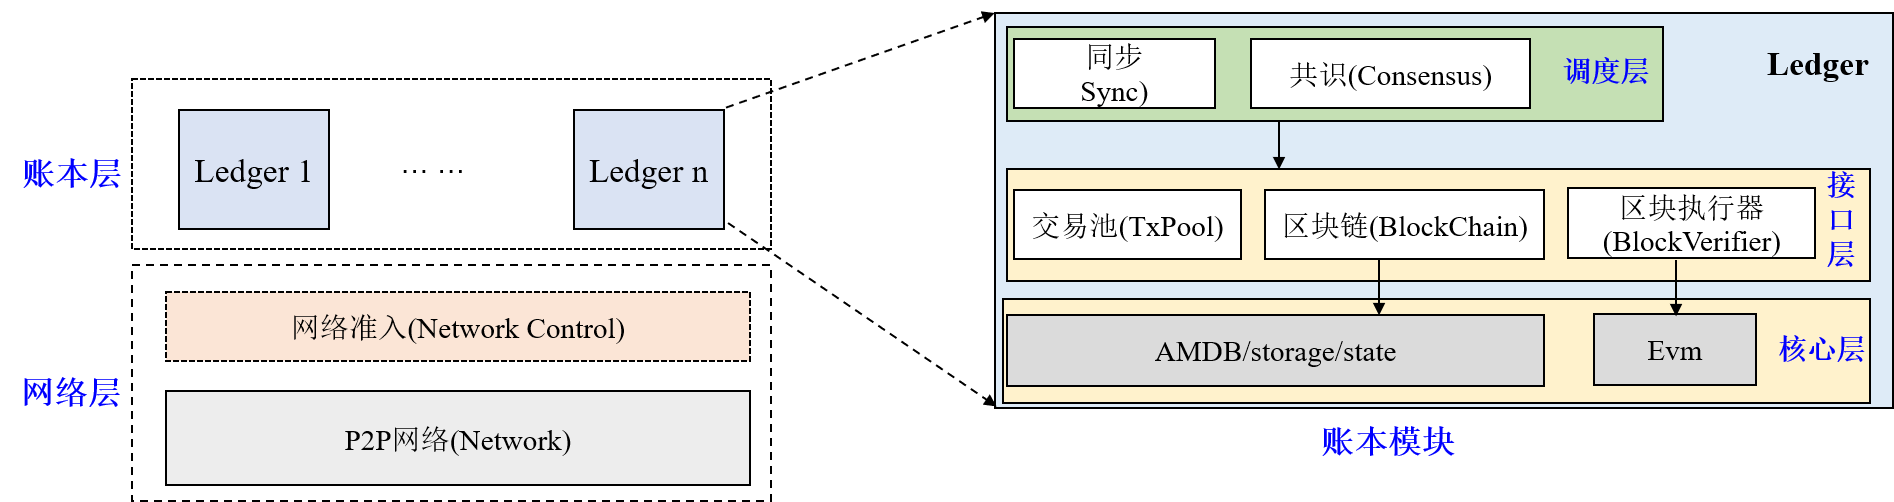 账本层
Ledger 1
... ...
Ledger n
网络层
网络准入(Network Control)
P2P网络(Network)
同步
Sync)
共识(Consensus)
调度层
Ledger
交易池(TxPool)
区块链(BlockChain)
区块执行器
(BlockVerifier)
接
口
层
AMDB/storage/state
Evm
核心层
账本模块